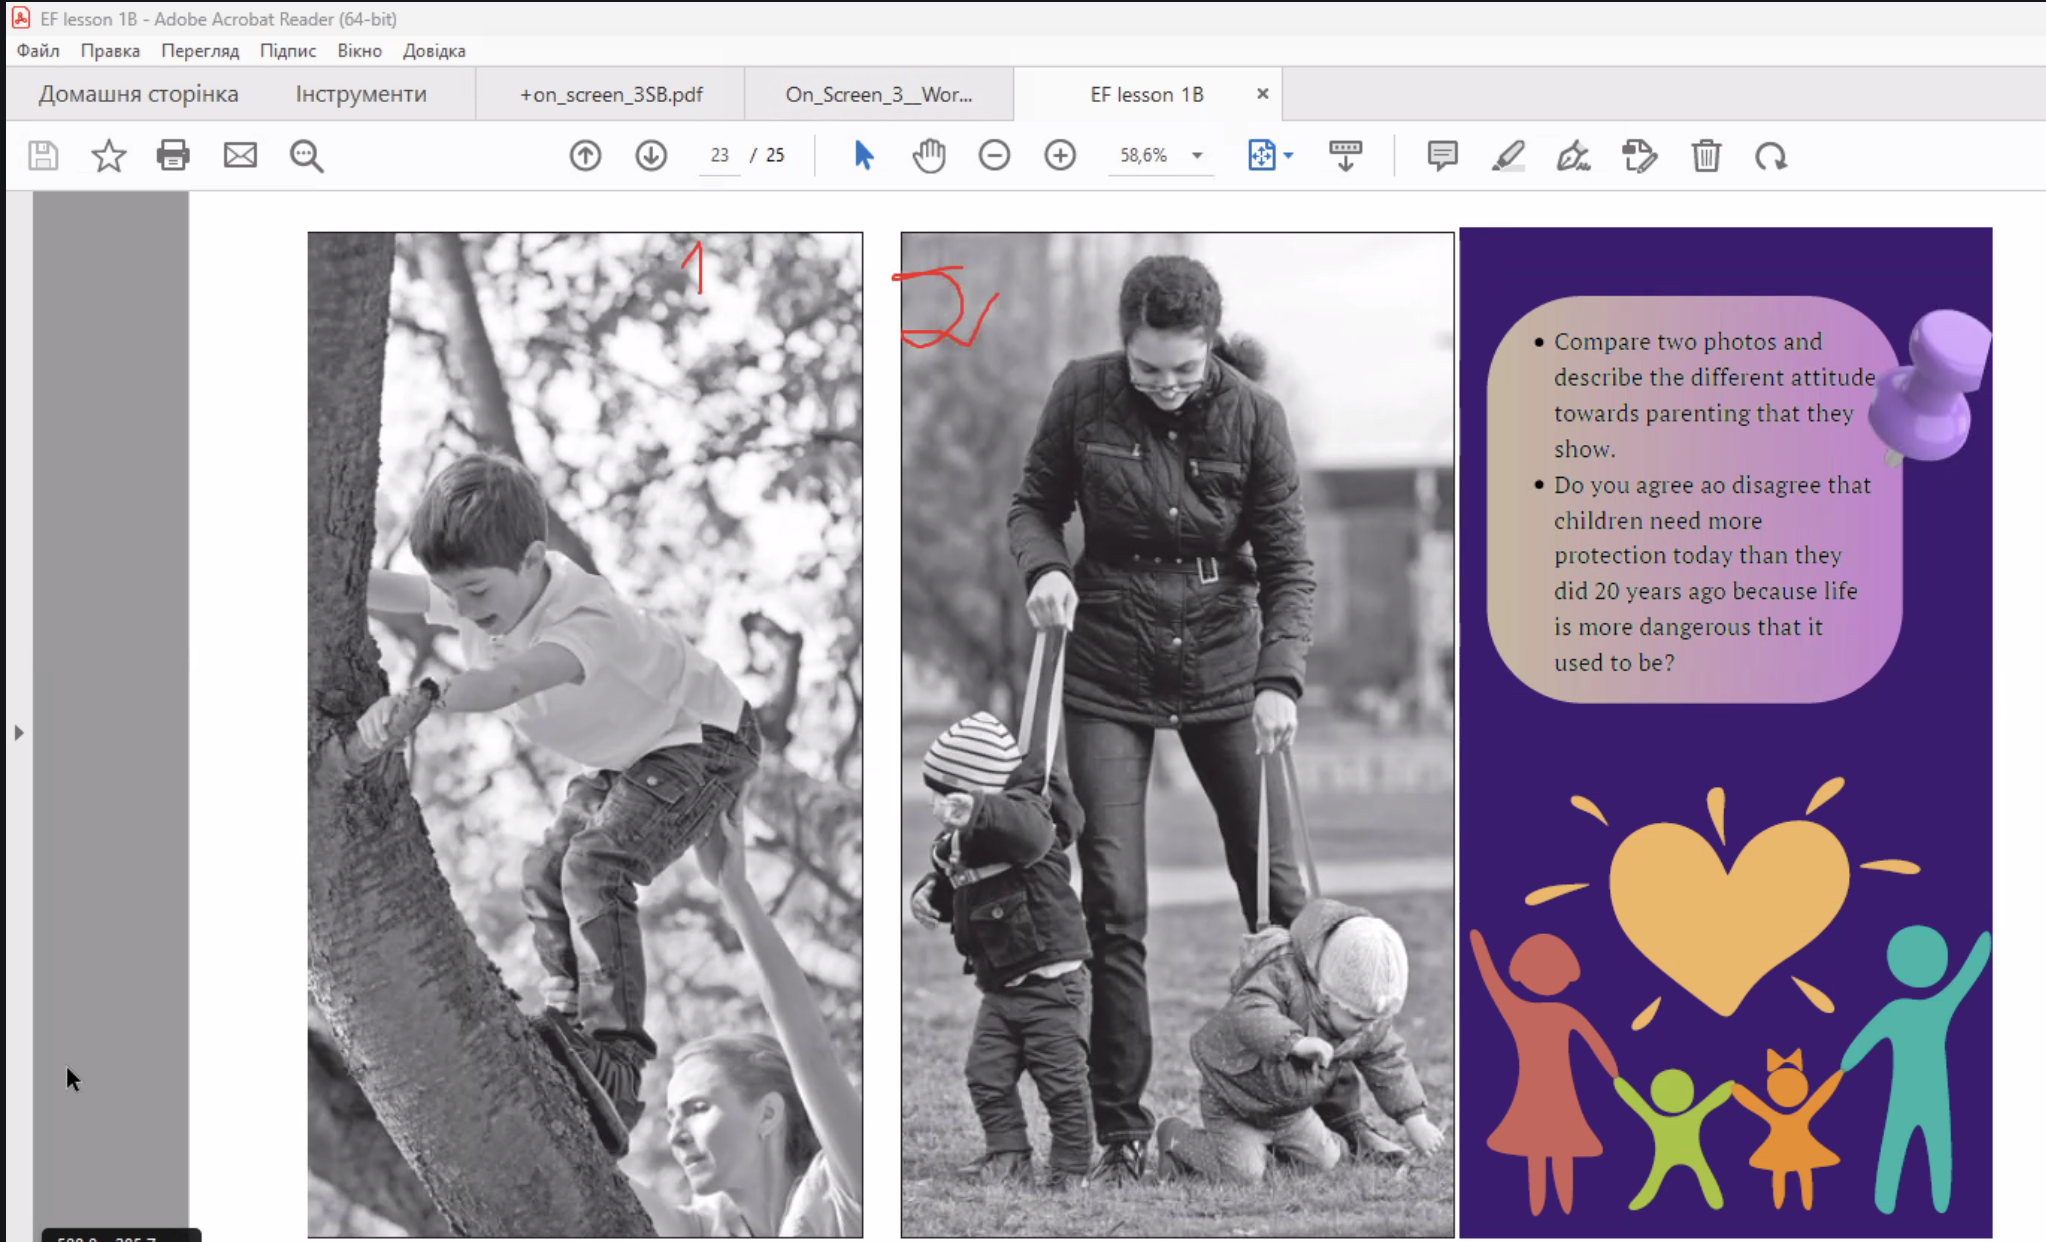 EF lesson 1B - Adobe Acrobat Reader (64-bit)
Файл Правка Перегляд Підпис Вікно Довідка
Домашня сторінка Інструменти +on_screen_3SB.pdf On_Screen_3__Wor... EF lesson 1B ×
23 / 25 58,6%
1
2
• Compare two photos and
describe the different attitude
towards parenting that they
show.
• Do you agree ao disagree that
children need more
protection today than they
did 20 years ago because life
is more dangerous that it
used to be?